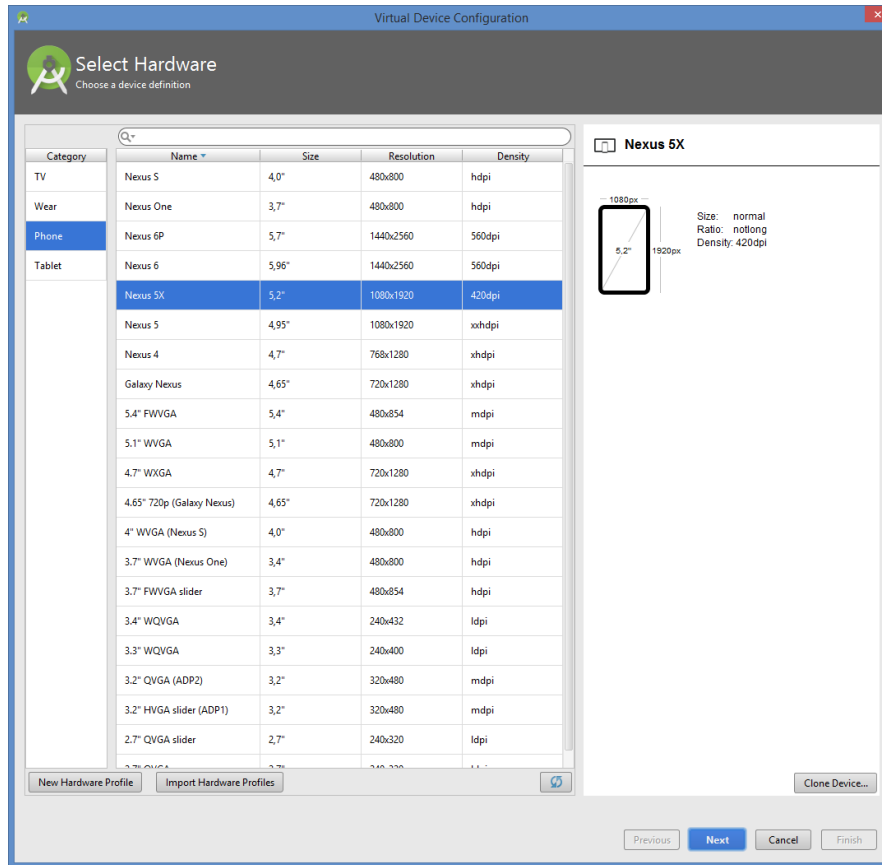 Virtual Device Configuration
Select Hardware
Choose a device definition
Category
TV
Wear
Phone
Tablet
Name Size Resolution Density
Nexus S 4,0" 480x800 hdpi
Nexus One 3,7" 480x800 hdpi
Nexus 6P 5,7" 1440x2560 560dpi
Nexus 6 5,96" 1440x2560 560dpi
Nexus 5X 5,2" 1080x1920 420dpi
Nexus 5 4,95" 1080x1920 xxhdpi
Nexus 4 4,7" 768x1280 xhdpi
Galaxy Nexus 4,65" 720x1280 xhdpi
5.4" FWVGA 5,4" 480x854 mdpi
5.1" WVGA 5,1" 480x800 mdpi
4.7" WXGA 4,7" 720x1280 xhdpi
4.65" 720p (Galaxy Nexus) 4,65" 720x1280 xhdpi
4" WVGA (Nexus S) 4,0" 480x800 hdpi
3.7" WVGA (Nexus One) 3,4" 480x800 hdpi
3.7" FWVGA slider 3,7" 480x854 hdpi
3.4" WQVGA 3,4" 240x432 ldpi
3.3" WQVGA 3,3" 240x400 ldpi
3.2" QVGA (ADP2) 3,2" 320x480 mdpi
3.2" HVGA slider (ADP1) 3,2" 320x480 mdpi
2.7" QVGA slider 2,7" 240x320 ldpi
New Hardware Profile
Import Hardware Profiles
Nexus 5X
1080px
5,2"
1920px
Size: normal
Ratio: notlong
Density: 420dpi
Clone Device...
Previous
Next
Cancel
Finish